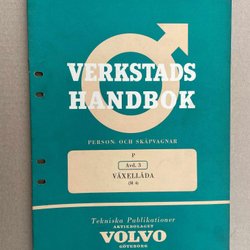 VERKSTADS
HANDBOK
PERSON- OCH SKÅPVAGNAR
P
Avd. 3
VÄXELLÅDA
(M 4)
Tekniska Publikationer
AKTIEBOLAGET
VOLVO
GÖTEBORG